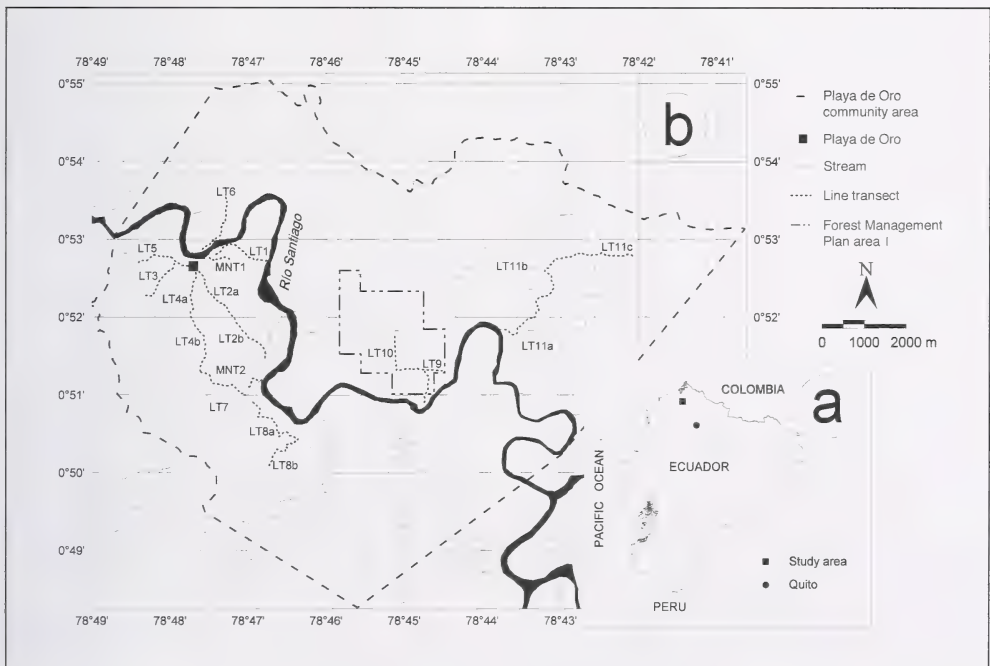 78°49' 78°48' 78°47' 78°46' 78°45' 78°44' 78°43' 78°42' 78°41'
0°55' 0°55'
b
Playa de Oro
community area
Playa de Oro
Stream
Line transect
Forest Management
Plan area I
0°54' 0°54'
LT6
Río Santiago
0°53' 0°53'
LT5
LT1
MNT1
LT3
LT4a
LT2a
LT11c
LT11b
N
0°52' 0°52'
LT4b
LT2b
LT10
LT9
LT11a
0 1000 2000 m
MNT2
0°51' 0°51'
LT7
LT8a
LT8b
0°50'
0°49'
COLOMBIA
a
ECUADOR
PACIFIC OCEAN
Study area
Quito
PERU
78°49' 78°48' 78°47' 78°46' 78°45' 78°44' 78°43'